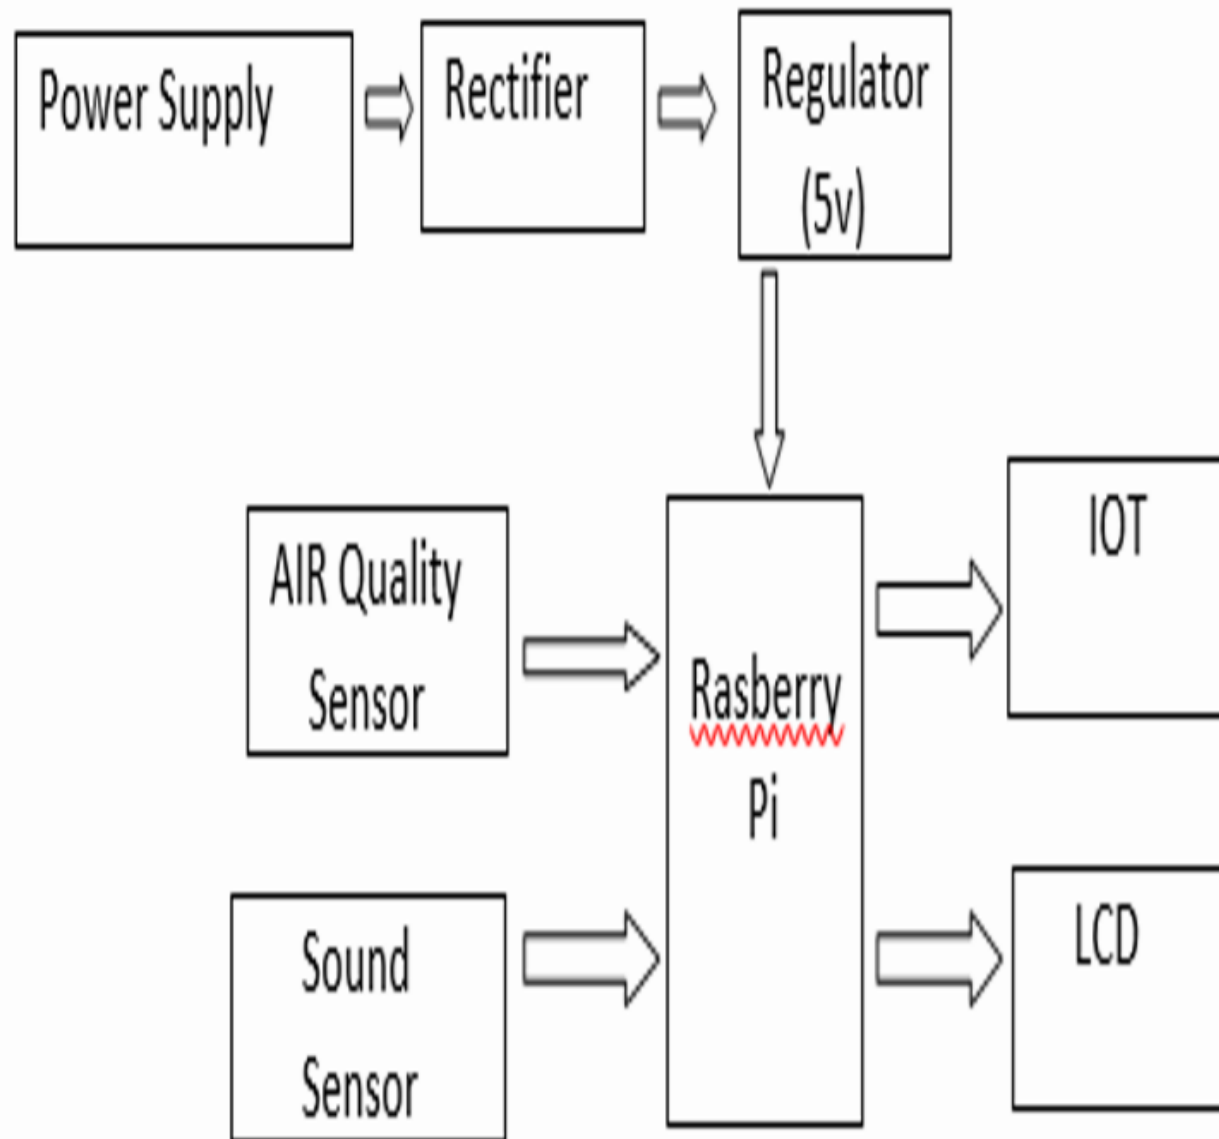 Power Supply
Rectifier
Regulator
(5v)
AIR Quality
Sensor
Rasberry
Pi
IOT
Sound
Sensor
LCD